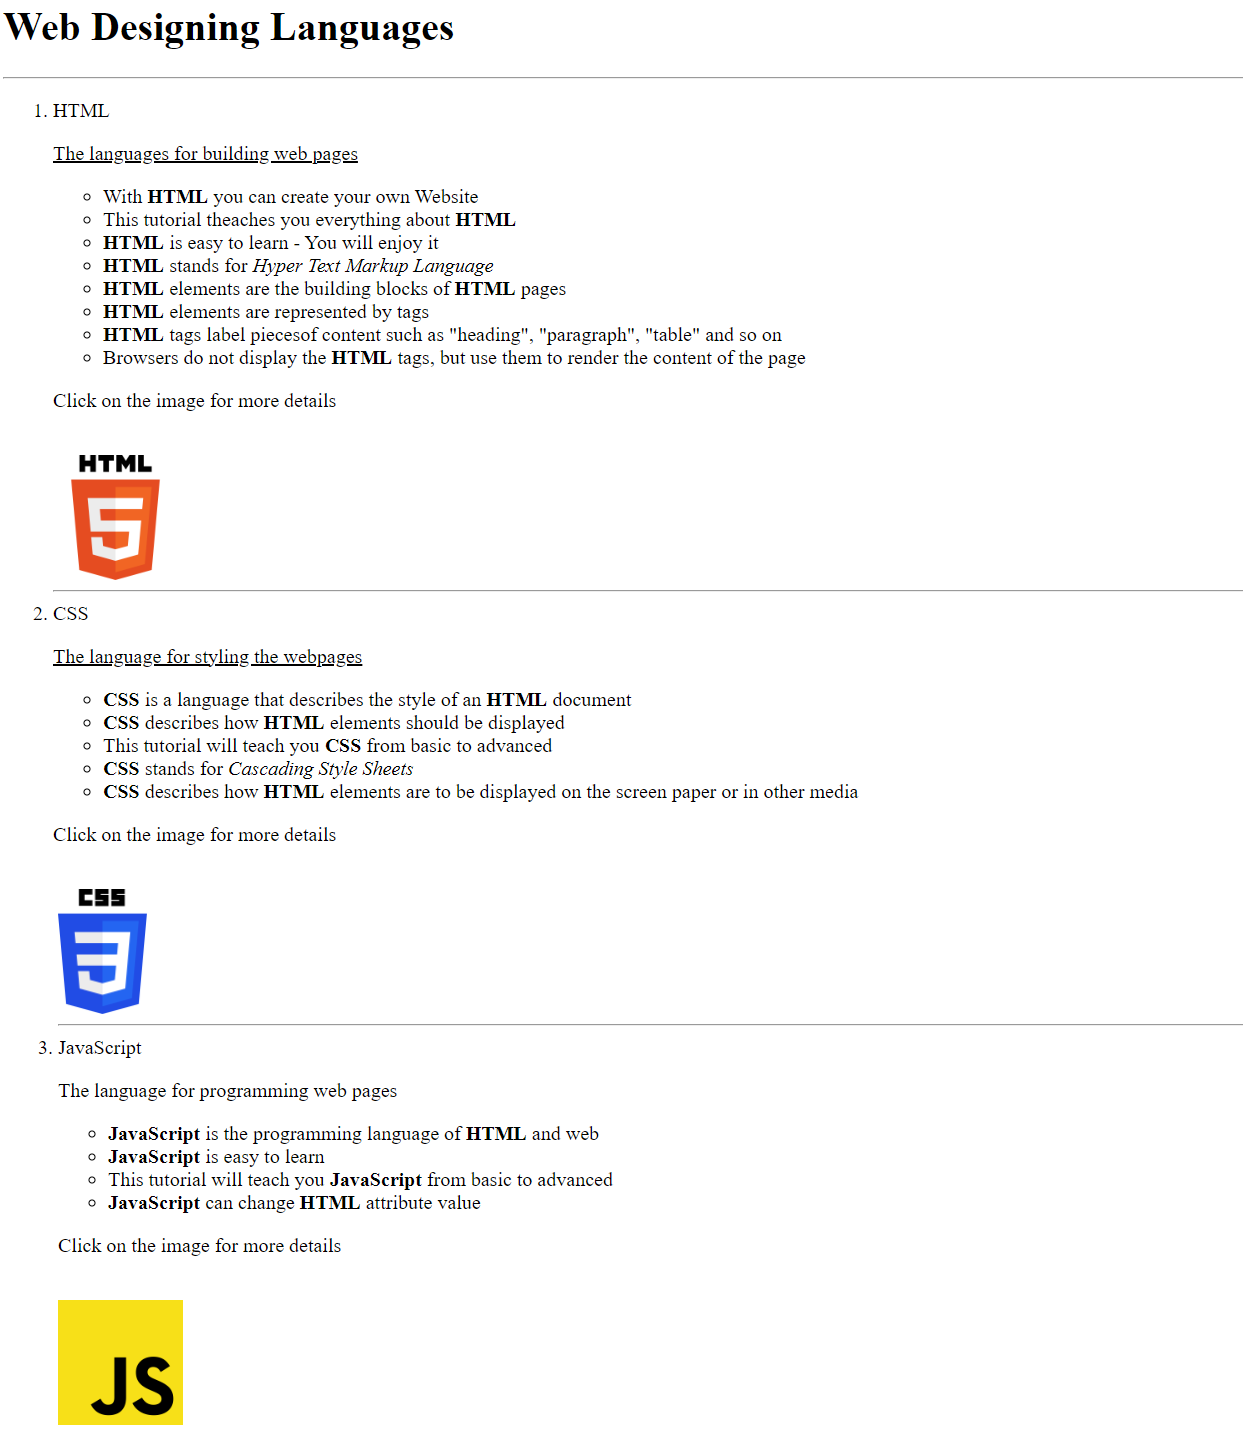 Web Designing Languages
1. HTML
The languages for building web pages
With HTML you can create your own Website
This tutorial theaches you everything about HTML
HTML is easy to learn - You will enjoy it
HTML stands for Hyper Text Markup Language
HTML elements are the building blocks of HTML pages
HTML elements are represented by tags
HTML tags label piecesof content such as "heading", "paragraph", "table" and so on
Browsers do not display the HTML tags, but use them to render the content of the page
Click on the image for more details
HTML
5
2. CSS
The language for styling the webpages
CSS is a language that describes the style of an HTML document
CSS describes how HTML elements should be displayed
This tutorial will teach you CSS from basic to advanced
CSS stands for Cascading Style Sheets
CSS describes how HTML elements are to be displayed on the screen paper or in other media
Click on the image for more details
CSS
3
3. JavaScript
The language for programming web pages
JavaScript is the programming language of HTML and web
JavaScript is easy to learn
This tutorial will teach you JavaScript from basic to advanced
JavaScript can change HTML attribute value
Click on the image for more details
JS